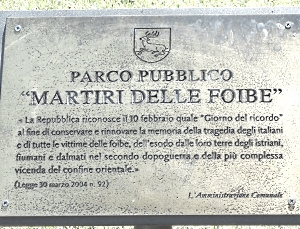 PARCO PUBBLICO
“MARTIRI DELLE FOIBE”
« La Repubblica riconosce il 10 febbraio quale “Giorno del ricordo”
al fine di conservare e rinnovare la memoria della tragedia degli italiani
e di tutte le vittime delle foibe, dell'esodo dalle loro terre degli istriani,
fiumani e dalmati nel secondo dopoguerra e della più complessa
vicenda del confine orientale.»
(Legge 30 marzo 2004 n. 92)
L'Amministrazione Comunale